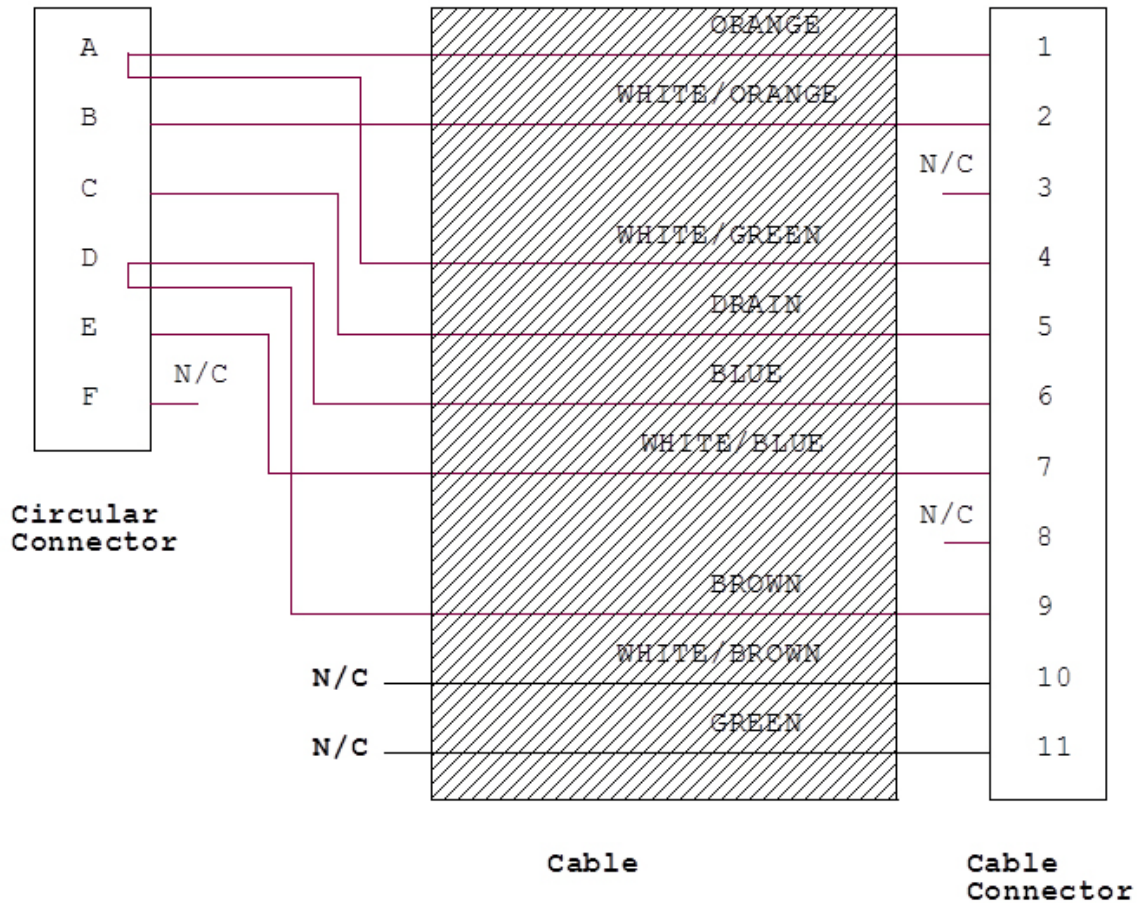 ORANGE
A
1
WHITE/ORANGE
B
2
N/C
C
3
WHITE/GREEN
D
4
DRAIN
E
5
N/C
BLUE
F
6
WHITE/BLUE
7
Circular
Connector
N/C
8
BROWN
9
WHITE/BROWN
N/C
10
GREEN
N/C
11
Cable
Cable
Connector